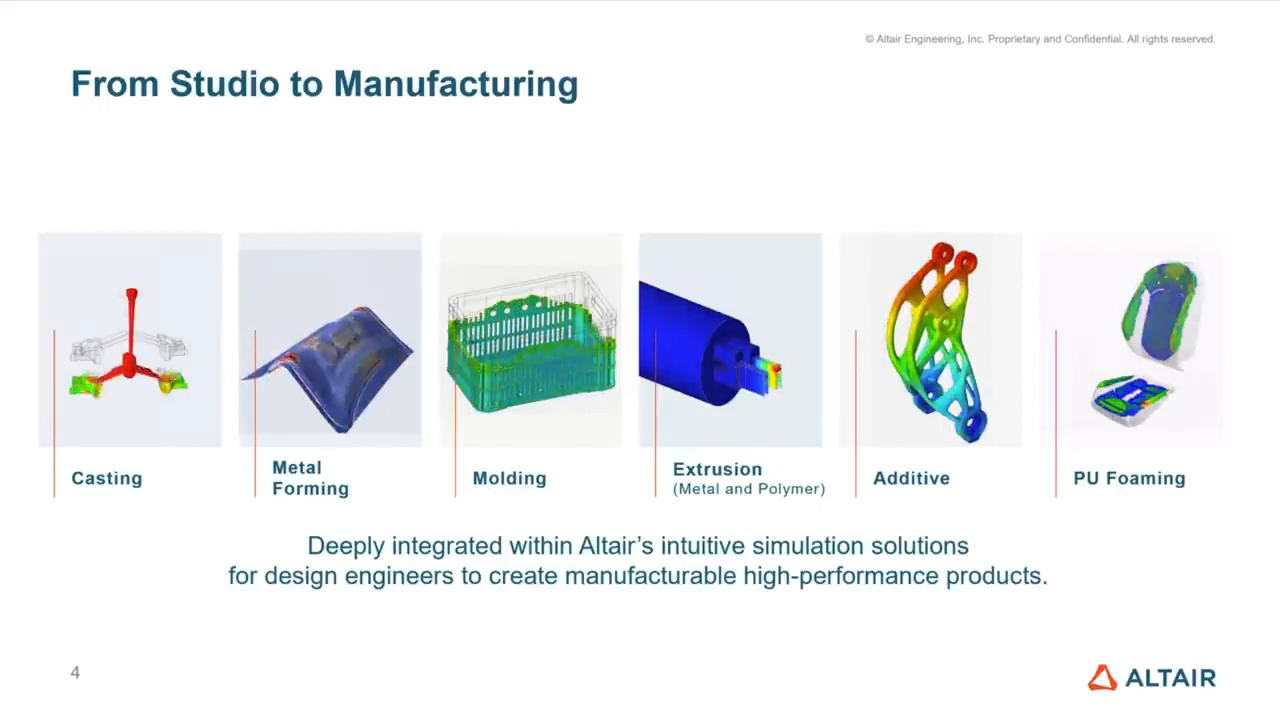 © Altair Engineering, Inc. Proprietary and Confidential. All rights reserved.
From Studio to Manufacturing
Casting
Metal
Forming
Molding
Extrusion
(Metal and Polymer)
Additive
PU Foaming
Deeply integrated within Altair’s intuitive simulation solutions
for design engineers to create manufacturable high-performance products.
4
ALTAIR